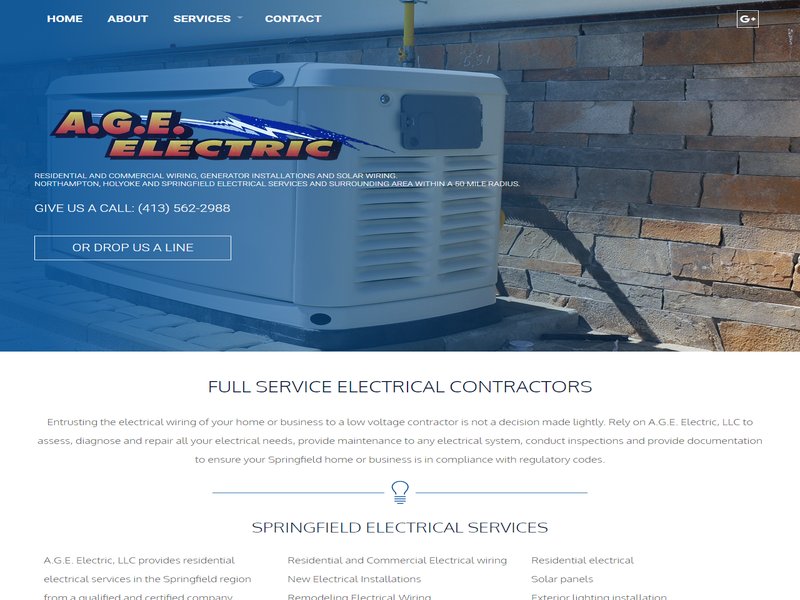 HOME ABOUT SERVICES CONTACT
G+
A.G.E.
ELECTRIC
RESIDENTIAL AND COMMERCIAL WIRING, GENERATOR INSTALLATIONS AND SOLAR WIRING.
NORTHAMPTON, HOLYOKE AND SPRINGFIELD ELECTRICAL SERVICES AND SURROUNDING AREA WITHIN A 50 MILE RADIUS.
GIVE US A CALL: (413) 562-2988
OR DROP US A LINE
FULL SERVICE ELECTRICAL CONTRACTORS
Entrusting the electrical wiring of your home or business to a low voltage contractor is not a decision made lightly. Rely on A.G.E. Electric, LLC to
assess, diagnose and repair all your electrical needs, provide maintenance to any electrical system, conduct inspections and provide documentation
to ensure your Springfield home or business is in compliance with regulatory codes.
SPRINGFIELD ELECTRICAL SERVICES
A.G.E. Electric, LLC provides residential
electrical services in the Springfield region
from a qualified and certified company
Residential and Commercial Electrical wiring
New Electrical Installations
Remodeling Electrical Wiring
Residential electrical
Solar panels
Exterior lighting installation